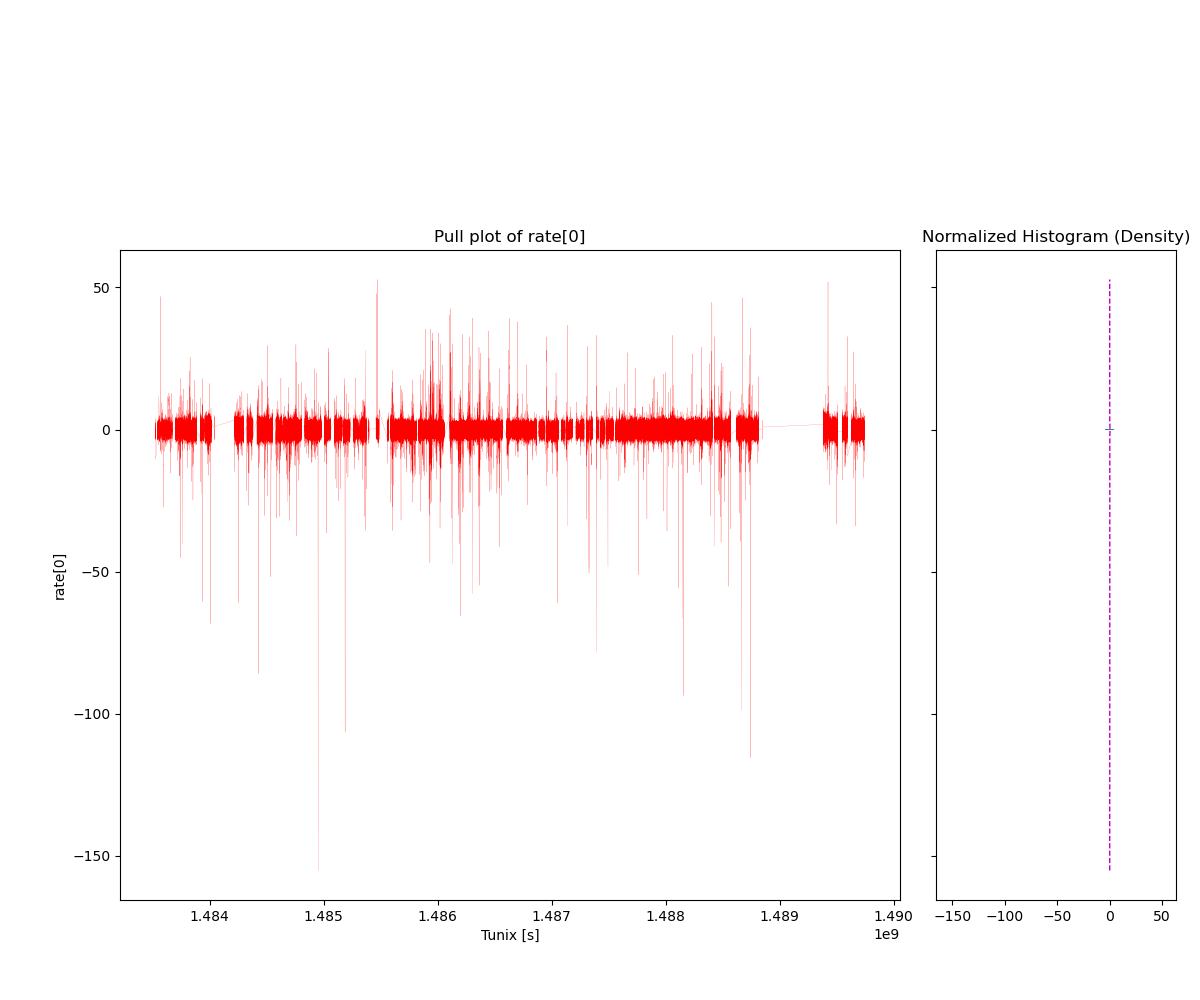 Pull plot of rate[0]
Normalized Histogram (Density)
50
0
−50
−100
−150
rate[0]
1.484 1.485 1.486 1.487 1.488 1.489 1.490
1e9
Tunix [s]
−150 −100 −50 0 50